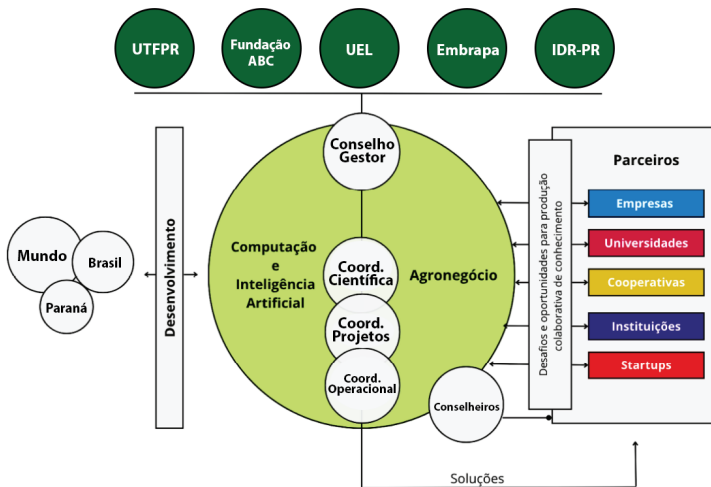 UTFPR
Fundação
ABC
UEL
Embrapa
IDR-PR
Conselho
Gestor
Mundo
Brasil
Paraná
Desenvolvimento
Computação
e
Inteligência
Artificial
Coord.
Científica
Coord.
Projetos
Coord.
Operacional
Agronegócio
Conselheiros
Desafios e oportunidades para produção
colaborativa de conhecimento
Parceiros
Empresas
Universidades
Cooperativas
Instituições
Startups
Soluções